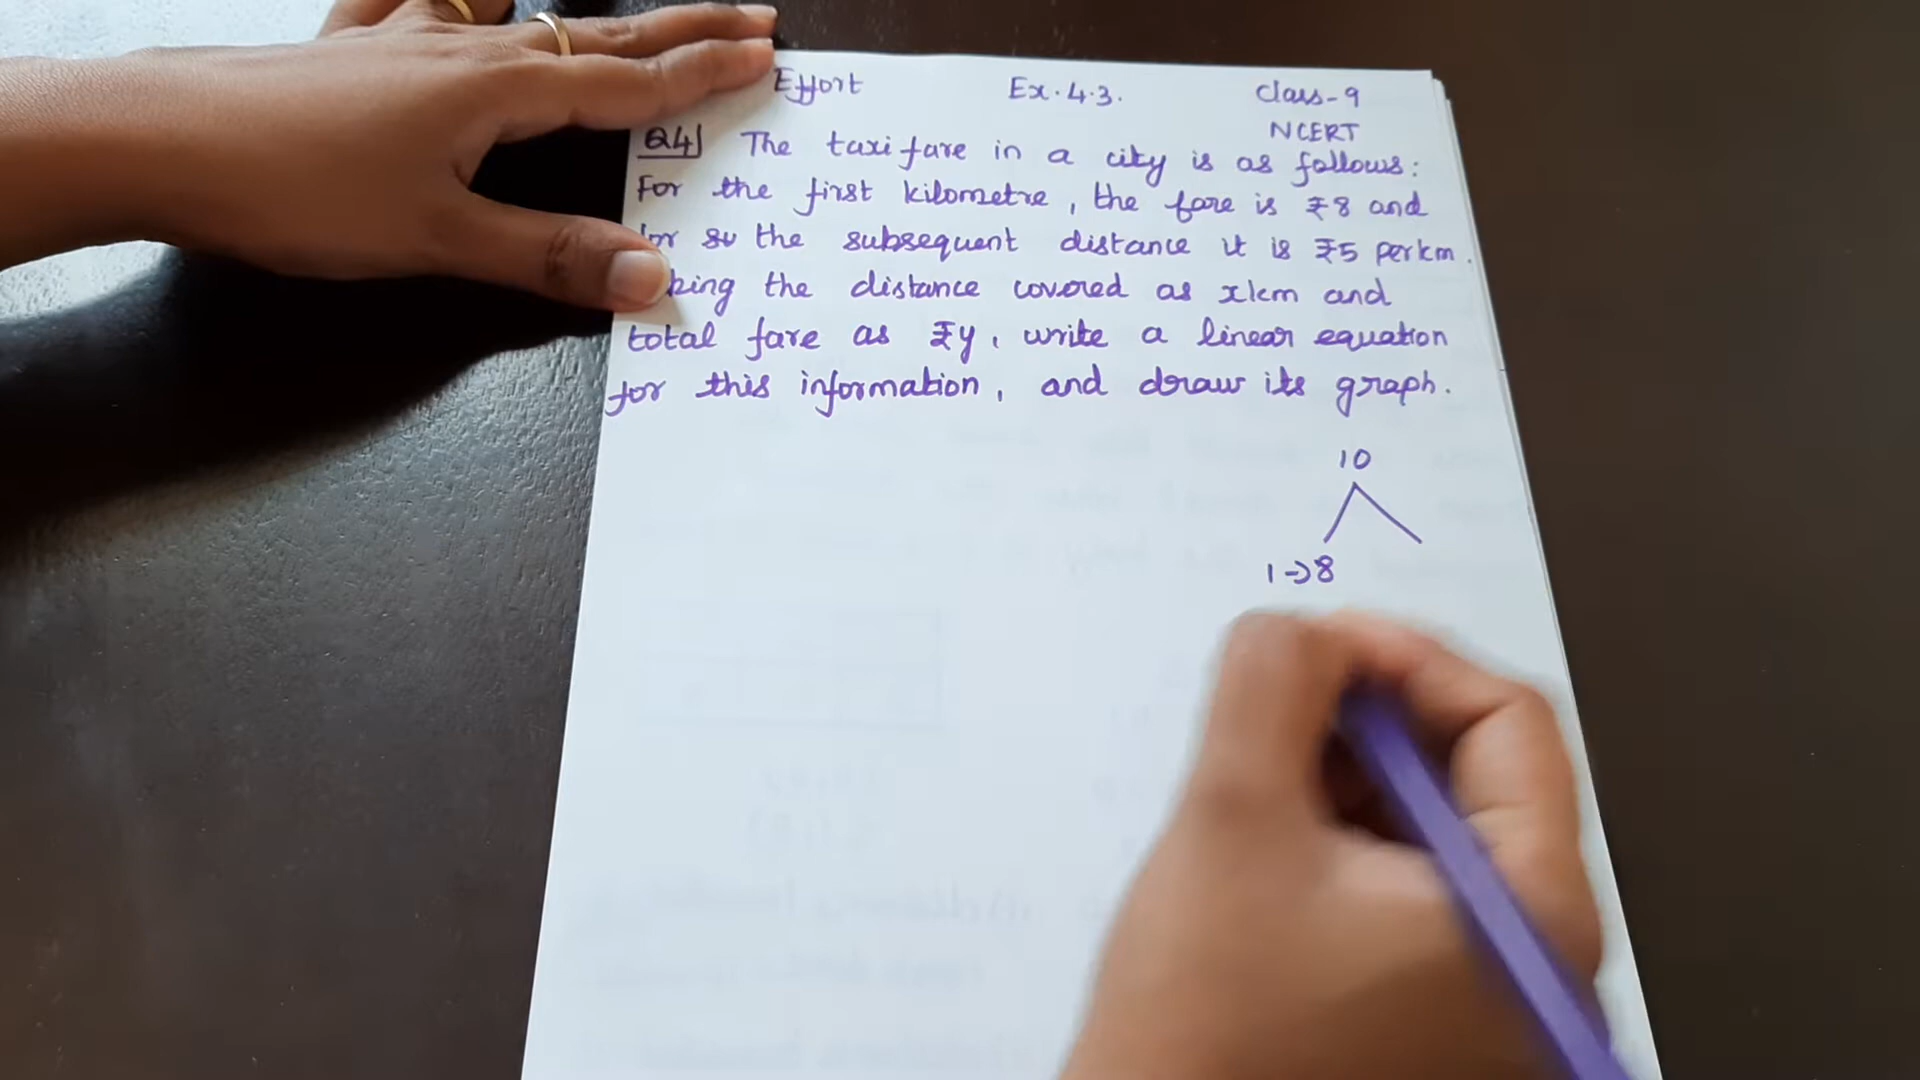 Effort Ex. 4.3. Class-9
NCERT
Q4) The taxi fare in a city is as follows:
For the first kilometre, the fare is ₹8 and
for su the subsequent distance it is ₹5 per km.
king the distance covered as x km and
total fare as ₹y, write a linear equation
for this information, and draw its graph.
10
1→8